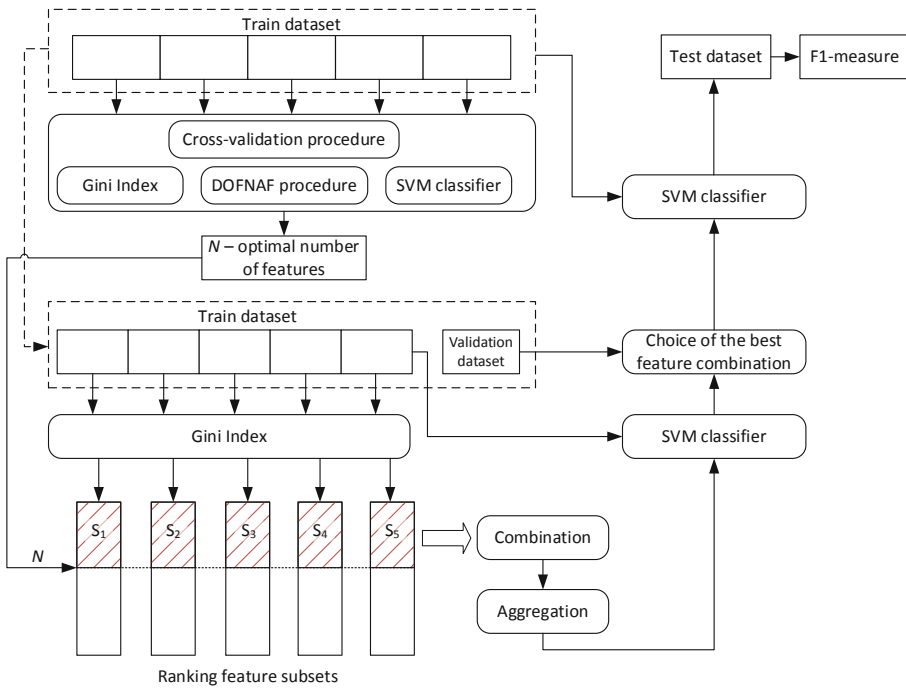 Train dataset
Test dataset
F1-measure
Cross-validation procedure
Gini Index
DOFNAF procedure
SVM classifier
SVM classifier
N – optimal number
of features
Train dataset
Validation
dataset
Choice of the best
feature combination
Gini Index
SVM classifier
S1
S2
S3
S4
S5
Combination
N
Aggregation
Ranking feature subsets